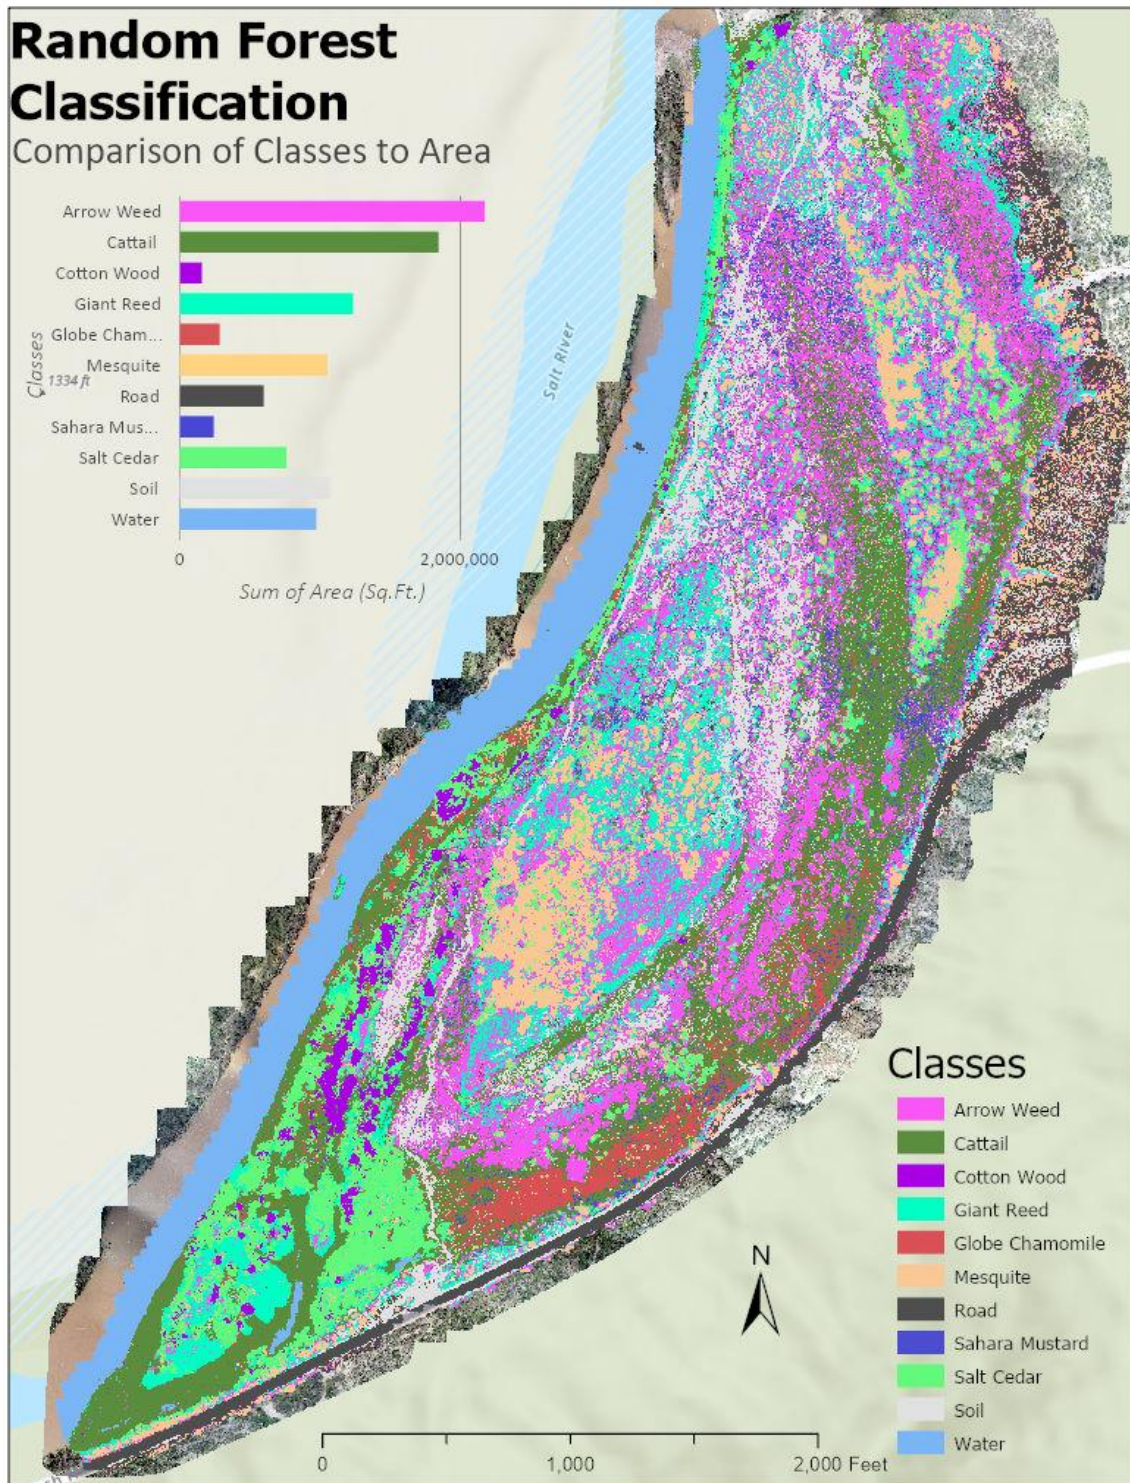 Random Forest
Classification
Comparison of Classes to Area
Arrow Weed
Cattail
Cotton Wood
Giant Reed
Globe Cham...
Mesquite
Road
Sahara Mus...
Salt Cedar
Soil
Water
Classes
1334 ft
0
2,000,000
Sum of Area (Sq.Ft.)
Salt River
Classes
Arrow Weed
Cattail
Cotton Wood
Giant Reed
Globe Chamomile
Mesquite
Road
Sahara Mustard
Salt Cedar
Soil
Water
N
0
1,000
2,000 Feet